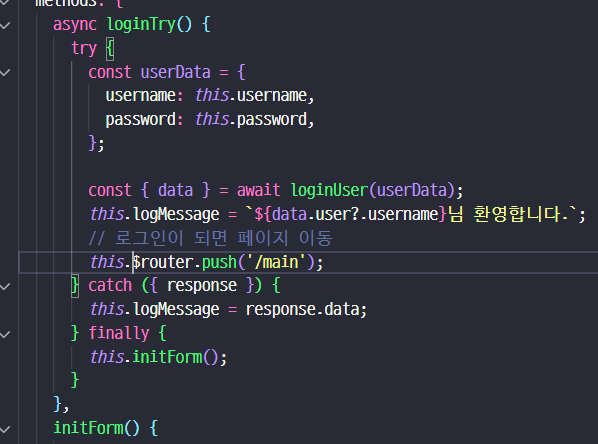 methods: {
async loginTry() {
try {
const userData = {
username: this.username,
password: this.password,
};
const { data } = await loginUser(userData);
this.logMessage = `${data.user?.username}님 환영합니다.`;
// 로그인이 되면 페이지 이동
this.$router.push('/main');
} catch ({ response }) {
this.logMessage = response.data;
} finally {
this.initForm();
}
},
initForm() {